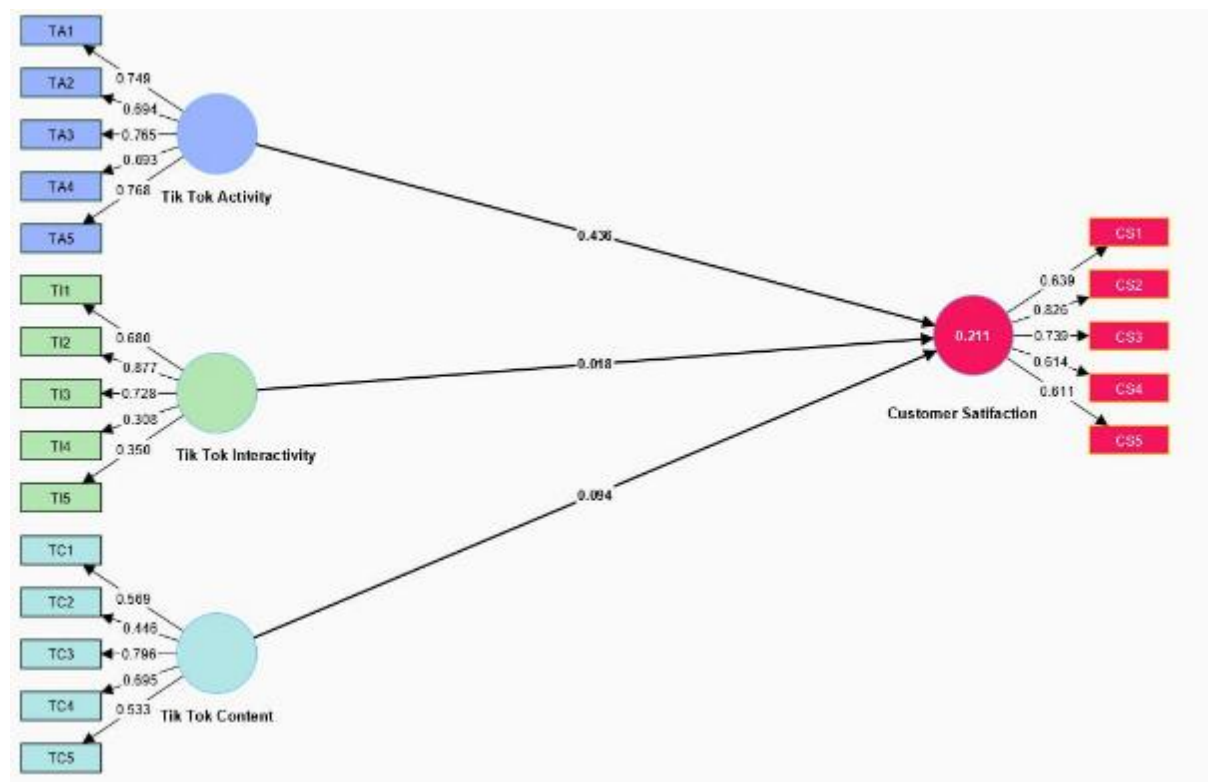 TA1
0.749
TA2
0.694
TA3
0.765
TA4
0.693
0.768
TA5
Tik Tok Activity
TI1
0.680
TI2
0.877
TI3
0.728
TI4
0.308
0.350
TI5
Tik Tok Interactivity
TC1
0.569
TC2
0.446
TC3
0.796
TC4
0.695
0.533
TC5
Tik Tok Content
0.436
0.018
0.094
0.211
Customer Satifaction
CS1
0.639
CS2
0.826
CS3
0.739
CS4
0.614
0.611
CS5